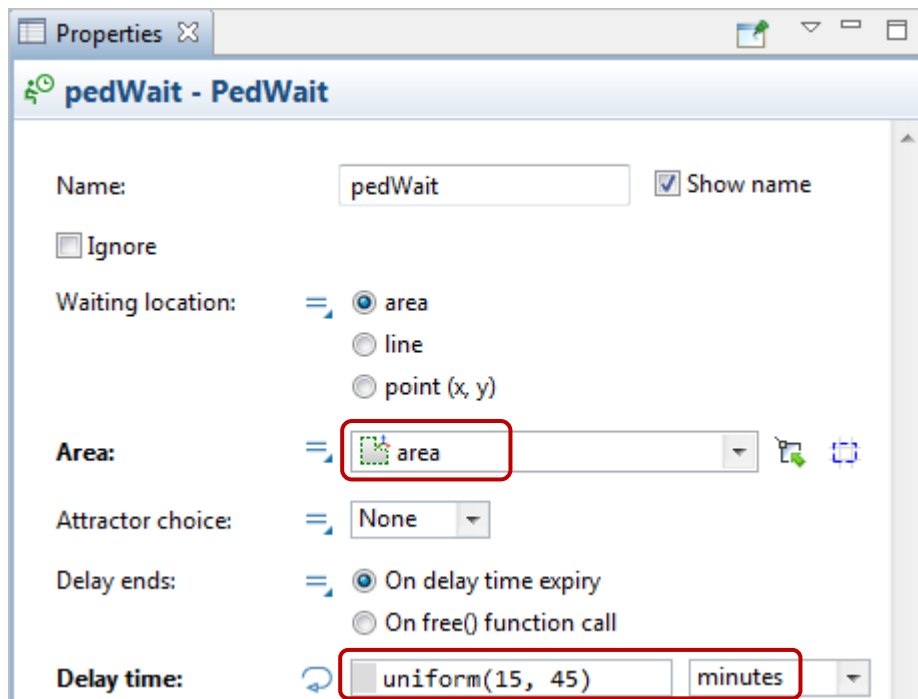 Properties
pedWait - PedWait
Name: pedWait Show name
Ignore
Waiting location: area
line
point (x, y)
Area: area
Attractor choice: None
Delay ends: On delay time expiry
On free() function call
Delay time: uniform(15, 45) minutes